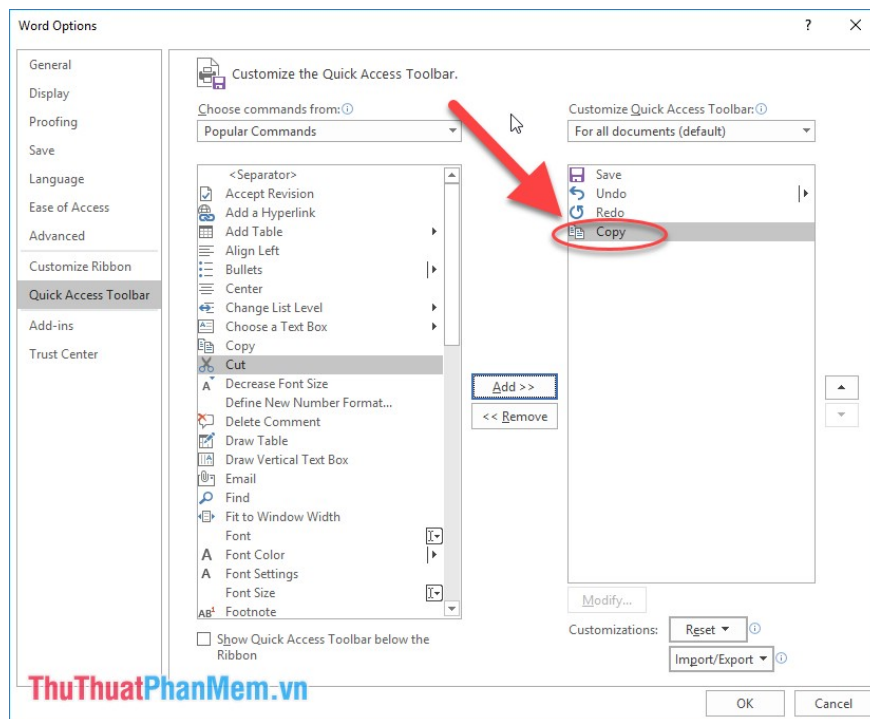 Word Options
?
General
Display
Proofing
Save
Language
Ease of Access
Advanced
Customize Ribbon
Quick Access Toolbar
Add-ins
Trust Center
Customize the Quick Access Toolbar.
Choose commands from:
Popular Commands
<Separator>
Accept Revision
Add a Hyperlink
Add Table
Align Left
Bullets
Center
Change List Level
Choose a Text Box
Copy
Cut
Decrease Font Size
Define New Number Format...
Delete Comment
Draw Table
Draw Vertical Text Box
Email
Find
Fit to Window Width
Font
Font Color
Font Settings
Font Size
Footnote
Show Quick Access Toolbar below the
Ribbon
Add >>
<< Remove
Customize Quick Access Toolbar:
For all documents (default)
Save
Undo
Redo
Copy
Modify...
Customizations: Reset
Import/Export
OK Cancel
ThuThuatPhanMem.vn